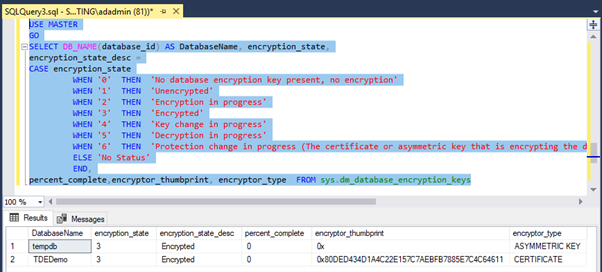 SQLQuery3.sql - S...TING\adadmin (81))*
USE MASTER
GO
SELECT DB_NAME(database_id) AS DatabaseName, encryption_state,
encryption_state_desc =
CASE encryption_state
WHEN '0' THEN 'No database encryption key present, no encryption'
WHEN '1' THEN 'Unencrypted'
WHEN '2' THEN 'Encryption in progress'
WHEN '3' THEN 'Encrypted'
WHEN '4' THEN 'Key change in progress'
WHEN '5' THEN 'Decryption in progress'
WHEN '6' THEN 'Protection change in progress (The certificate or asymmetric key that is encrypting the d
ELSE 'No Status'
END,
percent_complete,encryptor_thumbprint, encryptor_type FROM sys.dm_database_encryption_keys
100 %
Results Messages
DatabaseName encryption_state encryption_state_desc percent_complete encryptor_thumbprint encryptor_type
1 tempdb 3 Encrypted 0 0x ASYMMETRIC KEY
2 TDEDemo 3 Encrypted 0 0x80DED434D1A4C22E157C7AEBFB7885E7C4C64611 CERTIFICATE